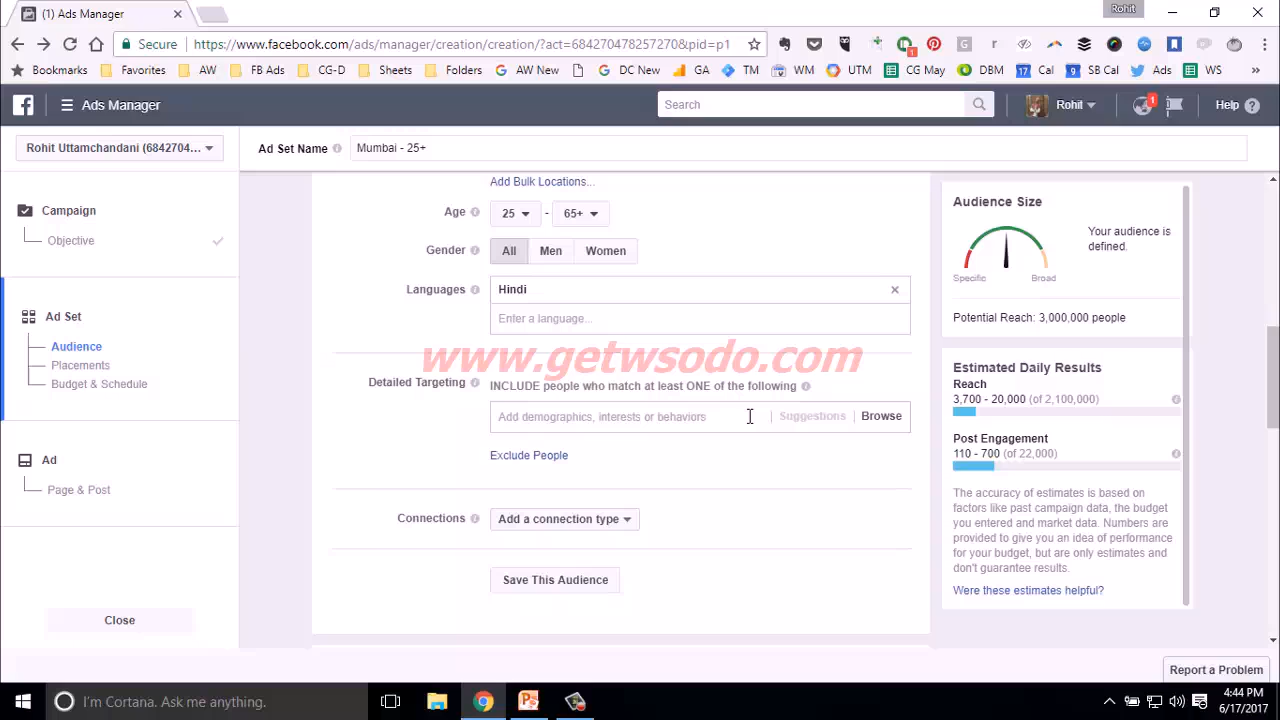 (1) Ads Manager
Rohit
Secure
https://www.facebook.com/ads/manager/creation/creation/?act=684270478257270&pid=p1
1
Bookmarks Favorites AW FB Ads CG-D Sheets Folders AW New DC New GA TM WM UTM CG May DBM 17 Cal 9 SB Cal Ads WS »
Ads Manager
Search
Rohit
1
Help
Rohit Uttamchandani (6842704...
Ad Set Name
Mumbai - 25+
Campaign
Objective
Ad Set
Audience
Placements
Budget & Schedule
Ad
Page & Post
Close
Add Bulk Locations...
Age 25 - 65+
Gender All Men Women
Languages Hindi
Enter a language...
www.getwsodo.com
Detailed Targeting INCLUDE people who match at least ONE of the following
Add demographics, interests or behaviors Suggestions Browse
Exclude People
Connections Add a connection type
Save This Audience
Audience Size
Your audience is
defined.
Specific Broad
Potential Reach: 3,000,000 people
Estimated Daily Results
Reach
3,700 - 20,000 (of 2,100,000)
Post Engagement
110 - 700 (of 22,000)
The accuracy of estimates is based on
factors like past campaign data, the budget
you entered and market data. Numbers are
provided to give you an idea of performance
for your budget, but are only estimates and
don't guarantee results.
Were these estimates helpful?
Report a Problem
I'm Cortana. Ask me anything.
4:44 PM
6/17/2017